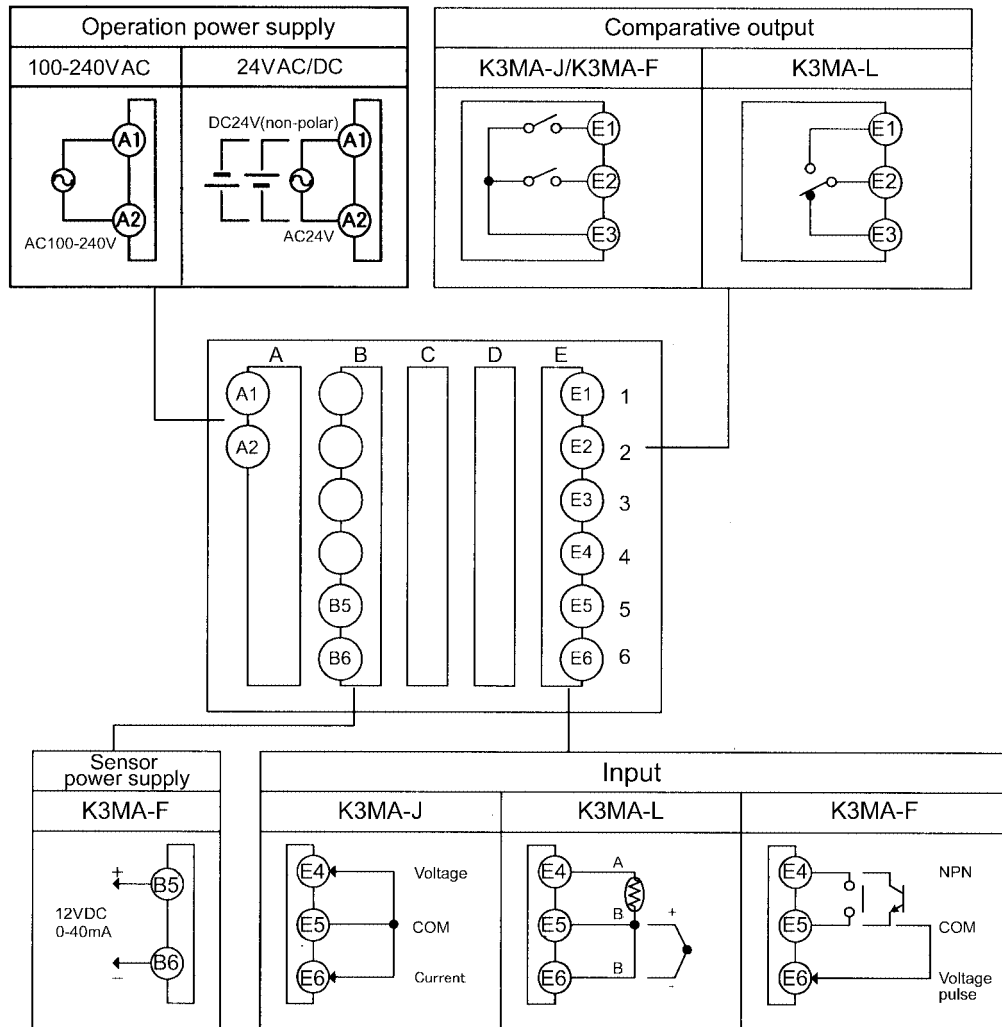 Operation power supply
100-240VAC
24VAC/DC
A1
A2
AC100-240V
DC24V(non-polar)
A1
A2
AC24V
Comparative output
K3MA-J/K3MA-F
K3MA-L
E1
E2
E3
E1
E2
E3
A B C D E
A1 E1 1
A2 E2 2
E3 3
E4 4
B5 E5 5
B6 E6 6
Sensor
power supply
K3MA-F
+
B5
12VDC
0-40mA
B6
−
Input
K3MA-J
K3MA-L
K3MA-F
E4 Voltage
E5 COM
E6 Current
E4 A
E5 B +
E6 B -
E4 NPN
E5 COM
E6 Voltage
pulse